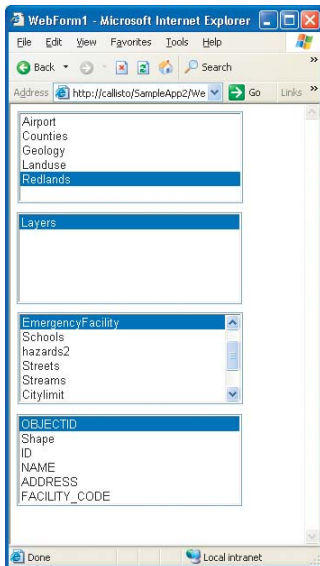 WebForm1 - Microsoft Internet Explorer
File Edit View Favorites Tools Help
Back Search »
Address http://callisto/SampleApp2/We Go Links »
Airport
Counties
Geology
Landuse
Redlands
Layers
EmergencyFacility
Schools
hazards2
Streets
Streams
Citylimit
OBJECTID
Shape
ID
NAME
ADDRESS
FACILITY_CODE
Done Local intranet